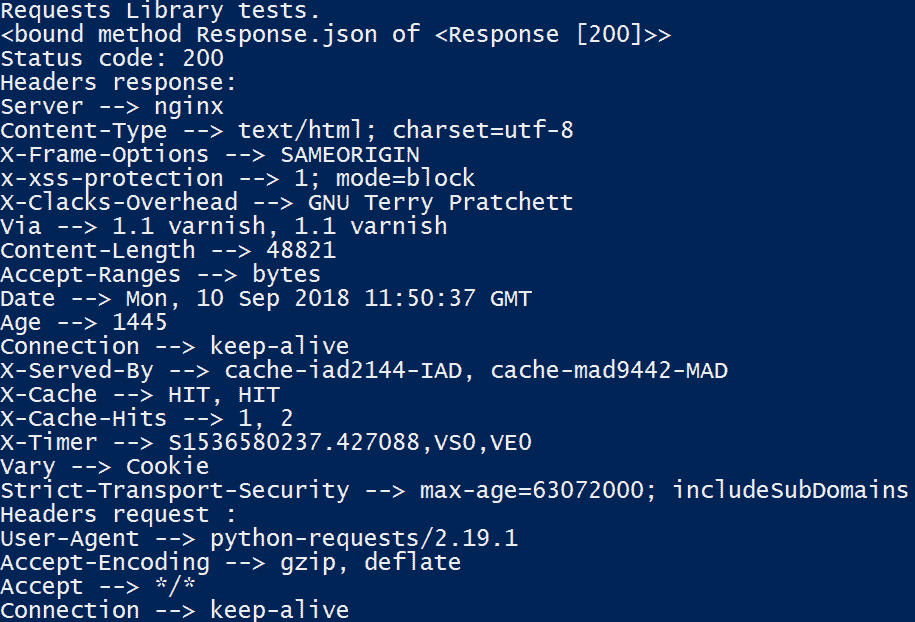 Requests Library tests.
<bound method Response.json of <Response [200]>>
Status code: 200
Headers response:
Server --> nginx
Content-Type --> text/html; charset=utf-8
X-Frame-Options --> SAMEORIGIN
x-xss-protection --> 1; mode=block
X-Clacks-Overhead --> GNU Terry Pratchett
Via --> 1.1 varnish, 1.1 varnish
Content-Length --> 48821
Accept-Ranges --> bytes
Date --> Mon, 10 Sep 2018 11:50:37 GMT
Age --> 1445
Connection --> keep-alive
X-Served-By --> cache-iad2144-IAD, cache-mad9442-MAD
X-Cache --> HIT, HIT
X-Cache-Hits --> 1, 2
X-Timer --> S1536580237.427088,VS0,VE0
Vary --> Cookie
Strict-Transport-Security --> max-age=63072000; includeSubDomains
Headers request :
User-Agent --> python-requests/2.19.1
Accept-Encoding --> gzip, deflate
Accept --> */*
Connection --> keep-alive